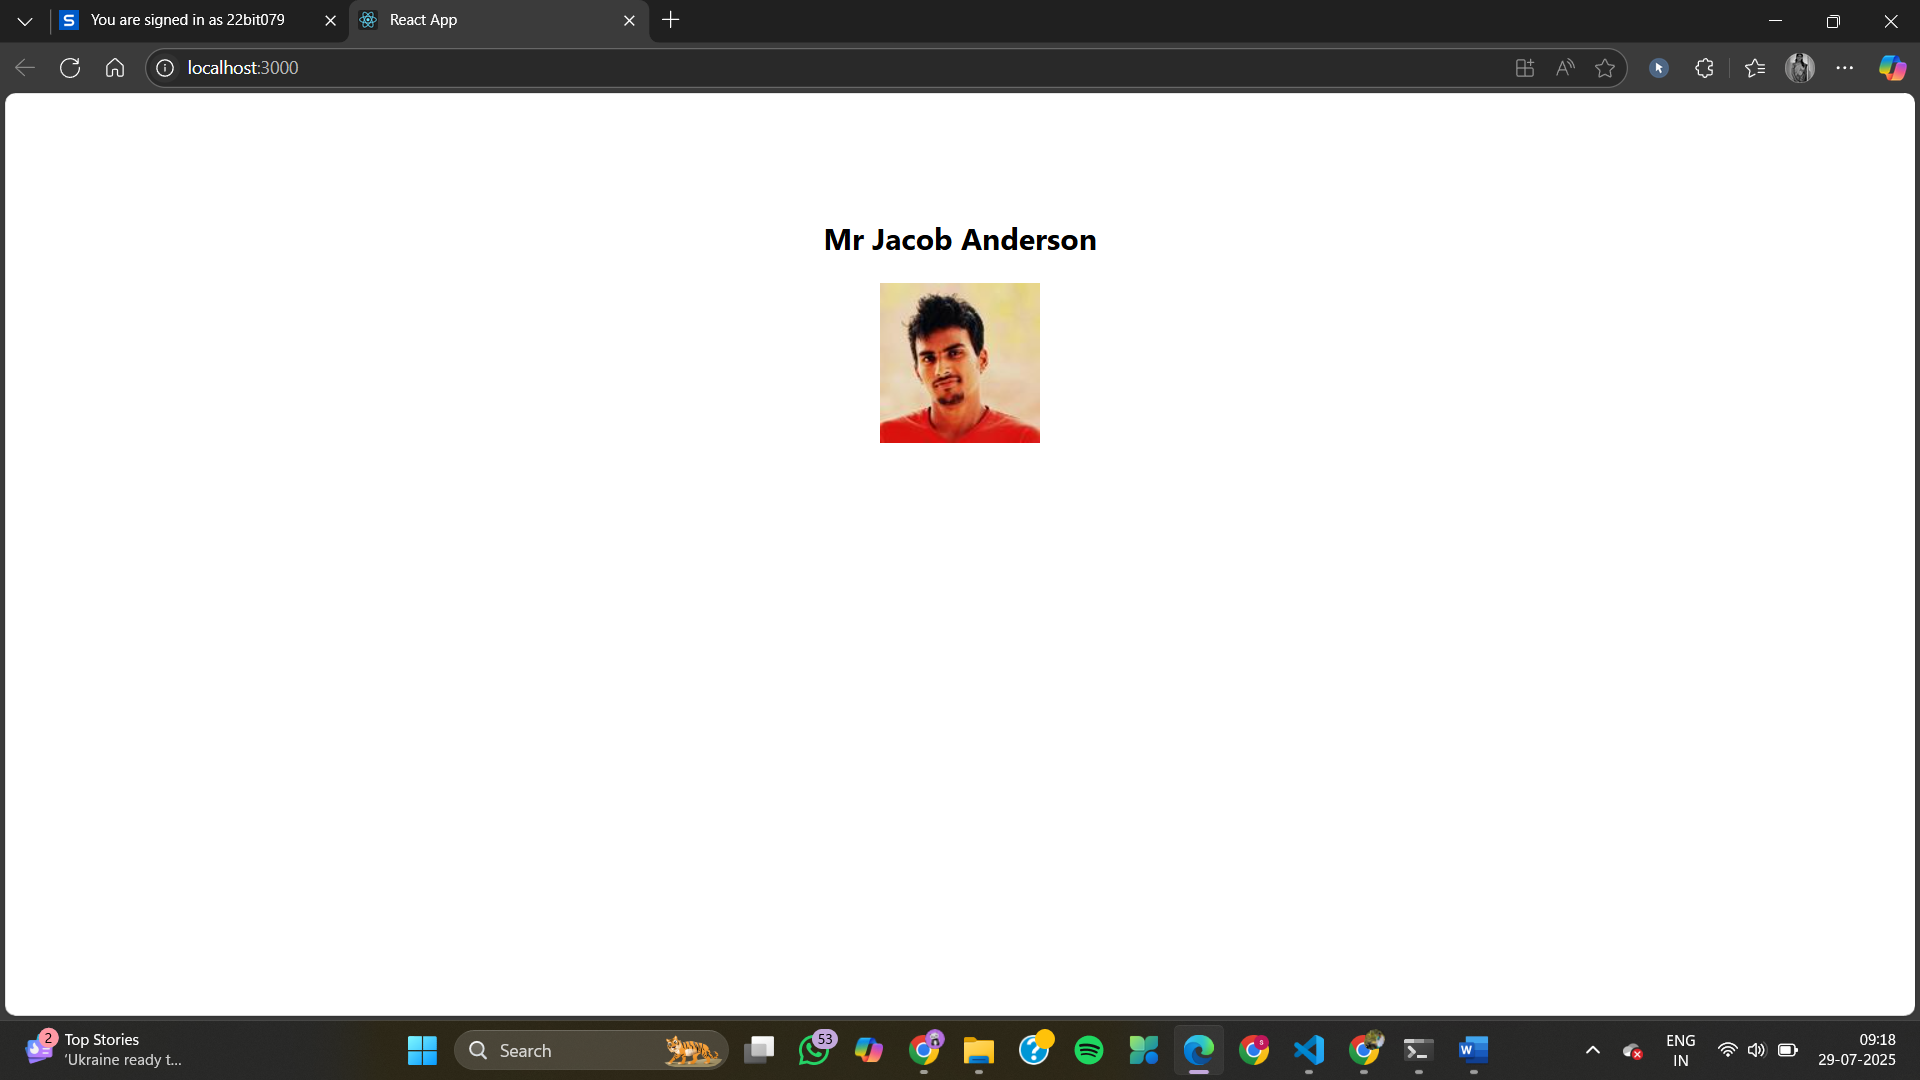 You are signed in as 22bit079
React App
localhost:3000
Mr Jacob Anderson
2
Top Stories
'Ukraine ready t...
Search
53
ENG
IN
09:18
29-07-2025